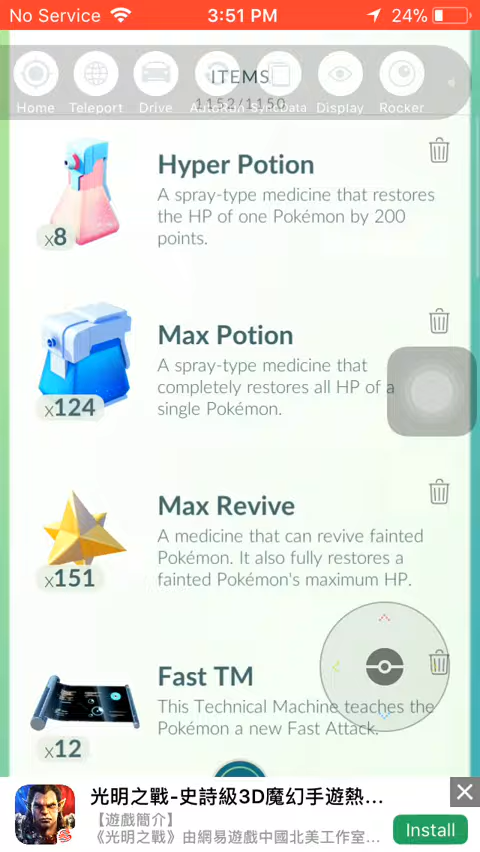 No Service 3:51 PM 24%
ITEMS
1152/1150
Home Teleport Drive AutoRun SyncData Display Rocker
Hyper Potion
A spray-type medicine that restores
the HP of one Pokémon by 200
points.
x8
Max Potion
A spray-type medicine that
completely restores all HP of a
single Pokémon.
x124
Max Revive
A medicine that can revive fainted
Pokémon. It also fully restores a
fainted Pokémon's maximum HP.
x151
Fast TM
This Technical Machine teaches the
Pokémon a new Fast Attack.
x12
光明之戰-史詩級3D魔幻手遊熱...
【遊戲簡介】
《光明之戰》由網易遊戲中國北美工作室...
Install